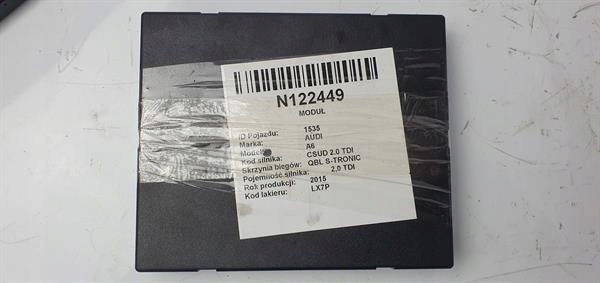 N122449
MODUŁ
ID Pojazdu: 1535
Marka: AUDI
Model: A6
Kod silnika: CSUD 2.0 TDI
Skrzynia biegów: QBL S-TRONIC
Pojemność silnika: 2,0 TDI
Rok produkcji: 2015
Kod lakieru: LX7P